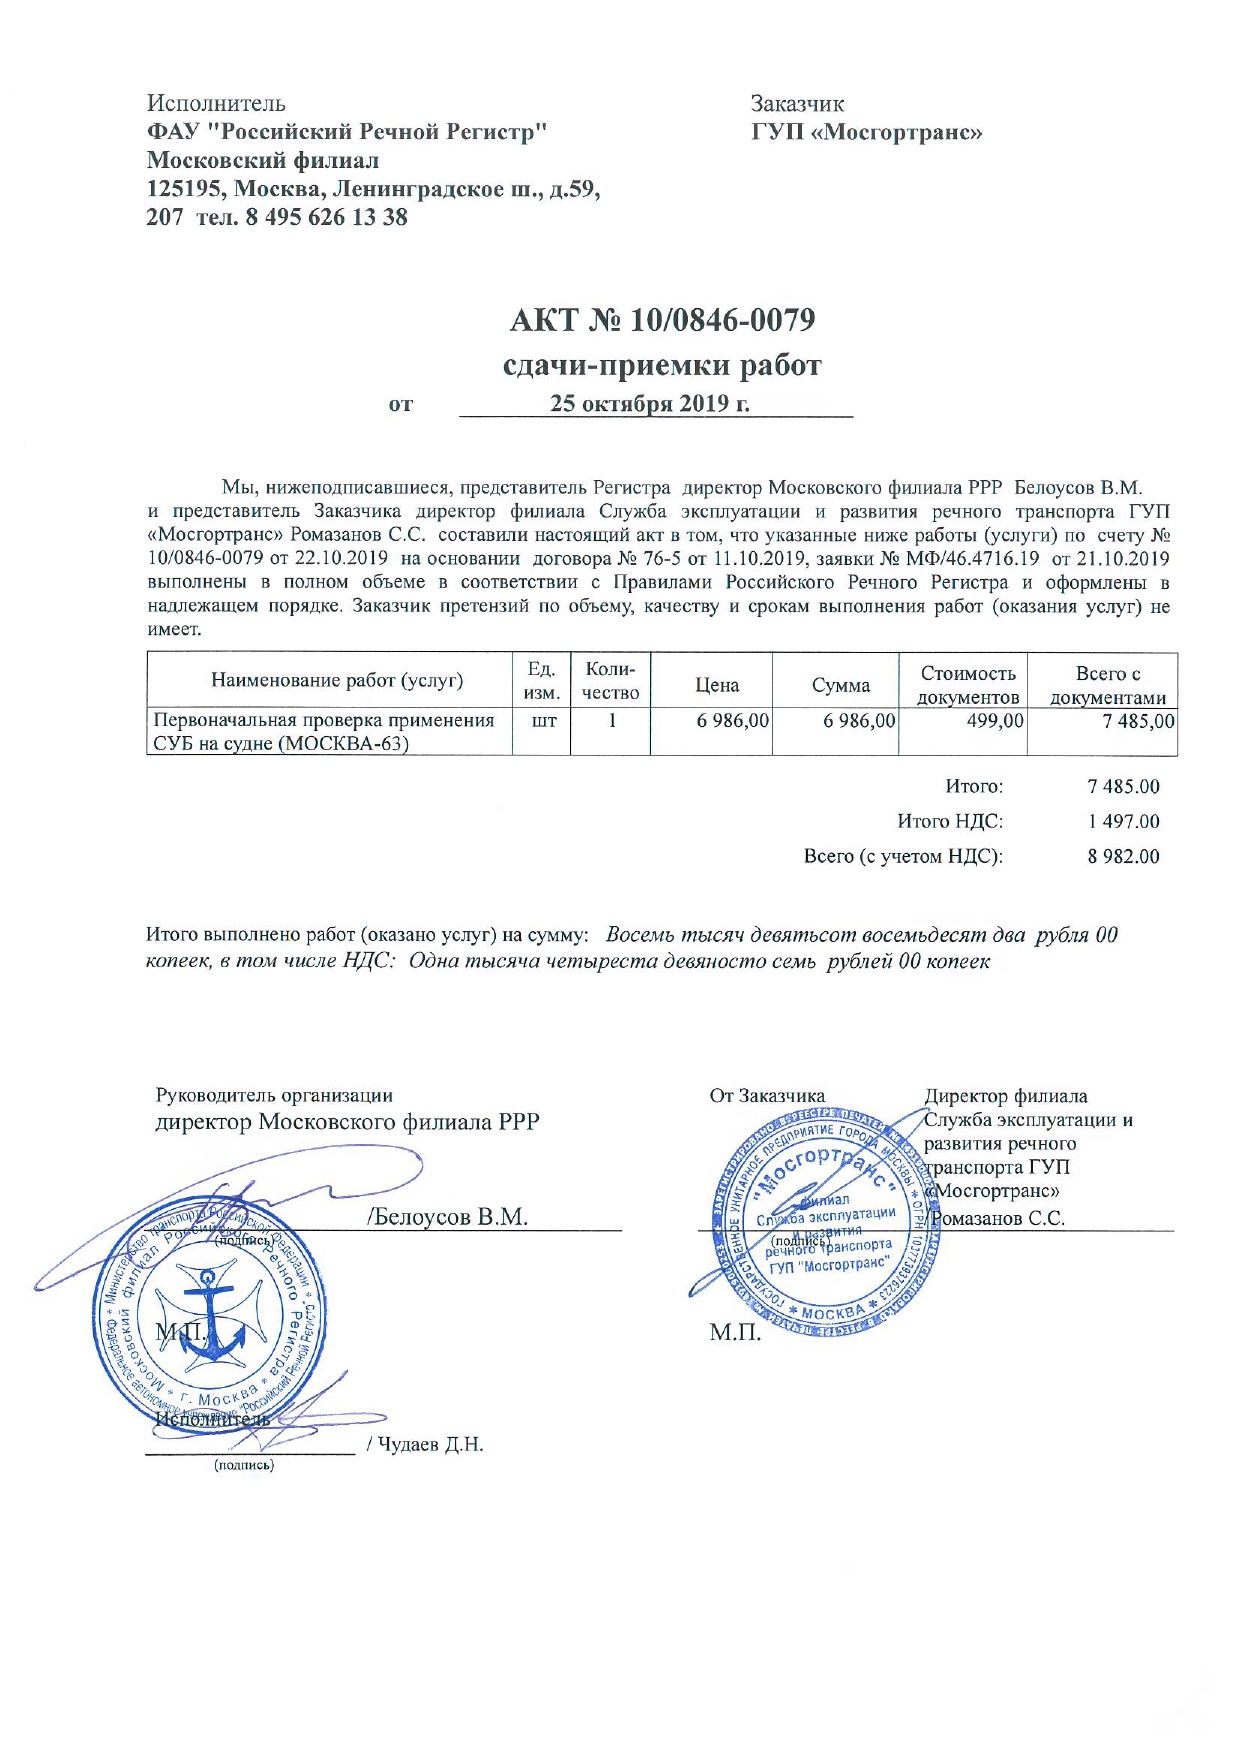 Исполнитель
ФАУ "Российский Речной Регистр"
Московский филиал
125195, Москва, Ленинградское ш., д.59,
207 тел. 8 495 626 13 38
Заказчик
ГУП «Мосгортранс»
АКТ № 10/0846-0079
сдачи-приемки работ
от 25 октября 2019 г.
Мы, нижеподписавшиеся, представитель Регистра директор Московского филиала РРР Белоусов В.М.
и представитель Заказчика директор филиала Служба эксплуатации и развития речного транспорта ГУП
«Мосгортранс» Ромазанов С.С. составили настоящий акт в том, что указанные ниже работы (услуги) по счету №
10/0846-0079 от 22.10.2019 на основании договора № 76-5 от 11.10.2019, заявки № МФ/46.4716.19 от 21.10.2019
выполнены в полном объеме в соответствии с Правилами Российского Речного Регистра и оформлены в
надлежащем порядке. Заказчик претензий по объему, качеству и срокам выполнения работ (оказания услуг) не
имеет.
Наименование работ (услуг)
Ед.
изм.
Коли-
чество
Цена
Сумма
Стоимость
документов
Всего с
документами
Первоначальная проверка применения
СУБ на судне (МОСКВА-63)
шт
1
6 986,00
6 986,00
499,00
7 485,00
Итого: 7 485.00
Итого НДС: 1 497.00
Всего (с учетом НДС): 8 982.00
Итого выполнено работ (оказано услуг) на сумму: Восемь тысяч девятьсот восемьдесят два рубля 00
копеек, в том числе НДС: Одна тысяча четыреста девяносто семь рублей 00 копеек
Руководитель организации
директор Московского филиала РРР
/Белоусов В.М.
(подпись)
Министерство транспорта Российской Федерации * Федеральное автономное учреждение "Российский Речной Регистр" *
Московский филиал Российского Речного Регистра * г. Москва *
М.П.
Исполнитель
/ Чудаев Д.Н.
(подпись)
От Заказчика
Директор филиала
Служба эксплуатации и
развития речного
транспорта ГУП
«Мосгортранс»
/Ромазанов С.С.
(подпись)
ГОСУДАРСТВЕННОЕ УНИТАРНОЕ ПРЕДПРИЯТИЕ ГОРОДА МОСКВЫ * ОГРН 1037739376223 * МОСКВА *
"Мосгортранс"
филиал
Служба эксплуатации
и развития
речного транспорта
ГУП "Мосгортранс"
М.П.